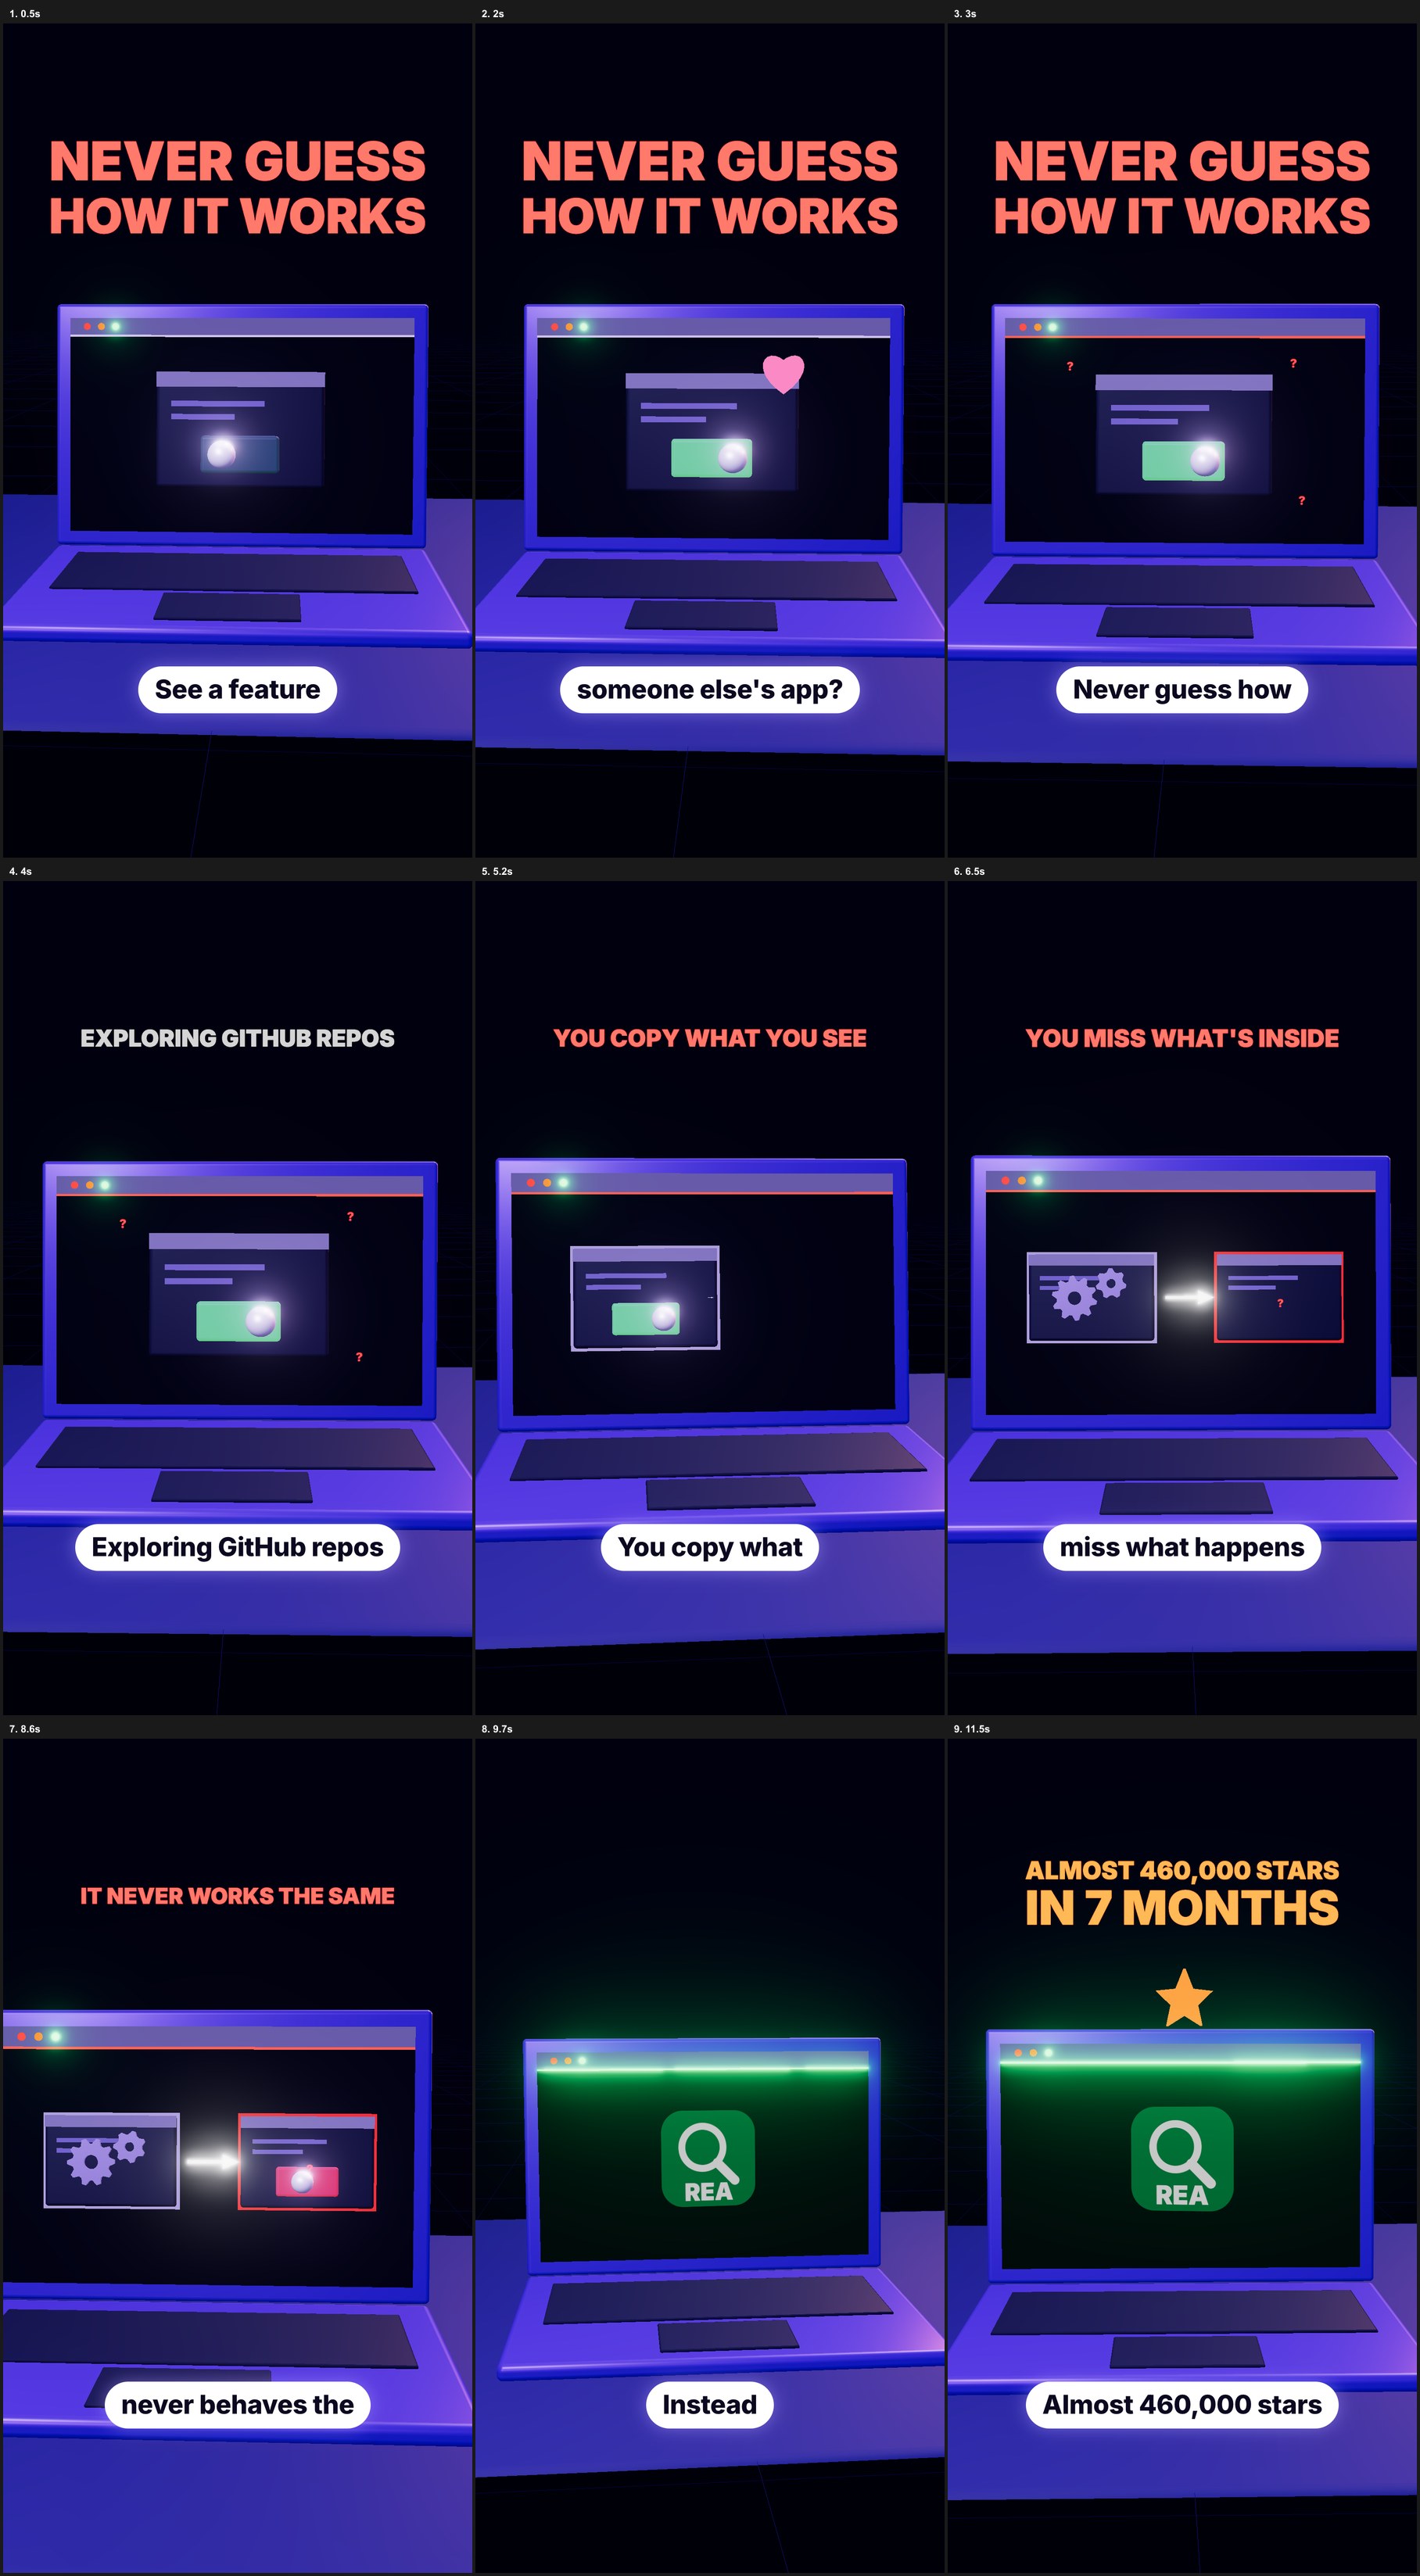 1. 0.5s
NEVER GUESS
HOW IT WORKS
See a feature
2. 2s
NEVER GUESS
HOW IT WORKS
someone else's app?
3. 3s
NEVER GUESS
HOW IT WORKS
?
?
?
Never guess how
4. 4s
EXPLORING GITHUB REPOS
?
?
?
Exploring GitHub repos
5. 5.2s
YOU COPY WHAT YOU SEE
→
You copy what
6. 6.5s
YOU MISS WHAT'S INSIDE
?
miss what happens
7. 8.6s
IT NEVER WORKS THE SAME
never behaves the
8. 9.7s
REA
Instead
9. 11.5s
ALMOST 460,000 STARS
IN 7 MONTHS
REA
Almost 460,000 stars